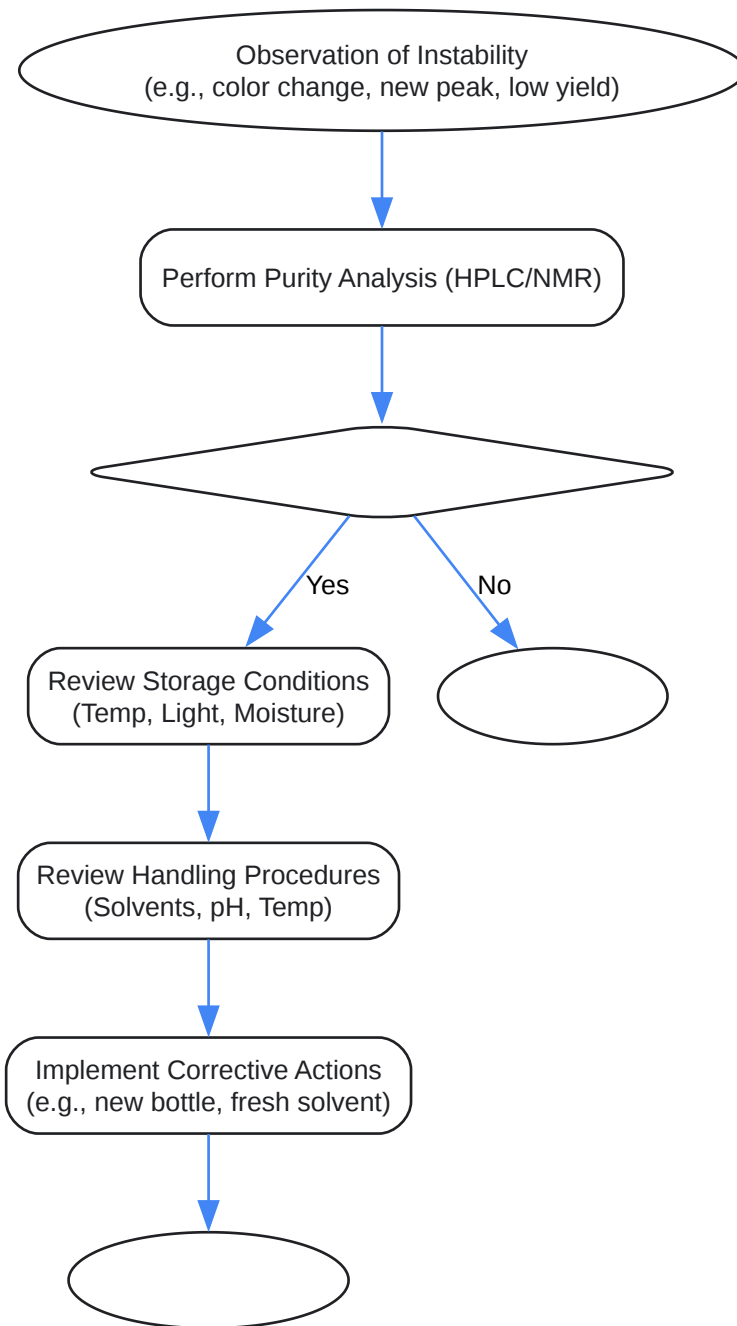 Observation of Instability
(e.g., color change, new peak, low yield)
Perform Purity Analysis (HPLC/NMR)
Yes
No
Review Storage Conditions
(Temp, Light, Moisture)
Review Handling Procedures
(Solvents, pH, Temp)
Implement Corrective Actions
(e.g., new bottle, fresh solvent)